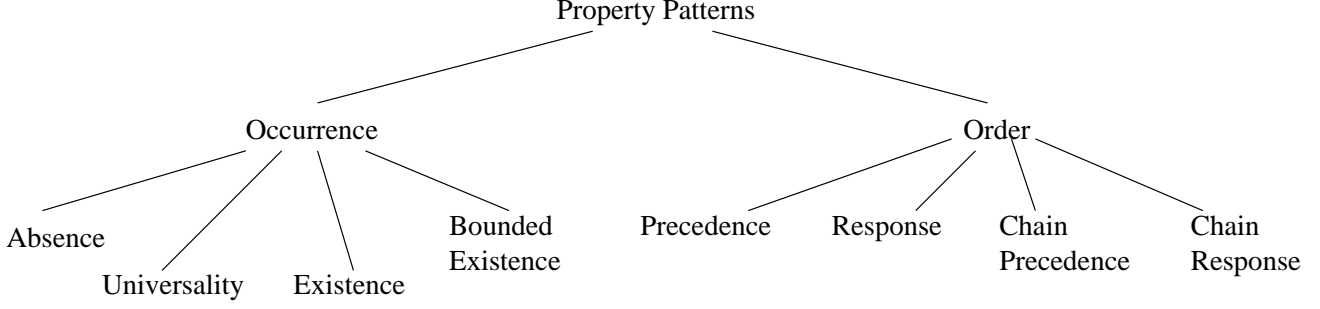 Property Patterns
Occurrence
Order
Absence
Universality
Existence
Bounded
Existence
Precedence
Response
Chain
Precedence
Chain
Response